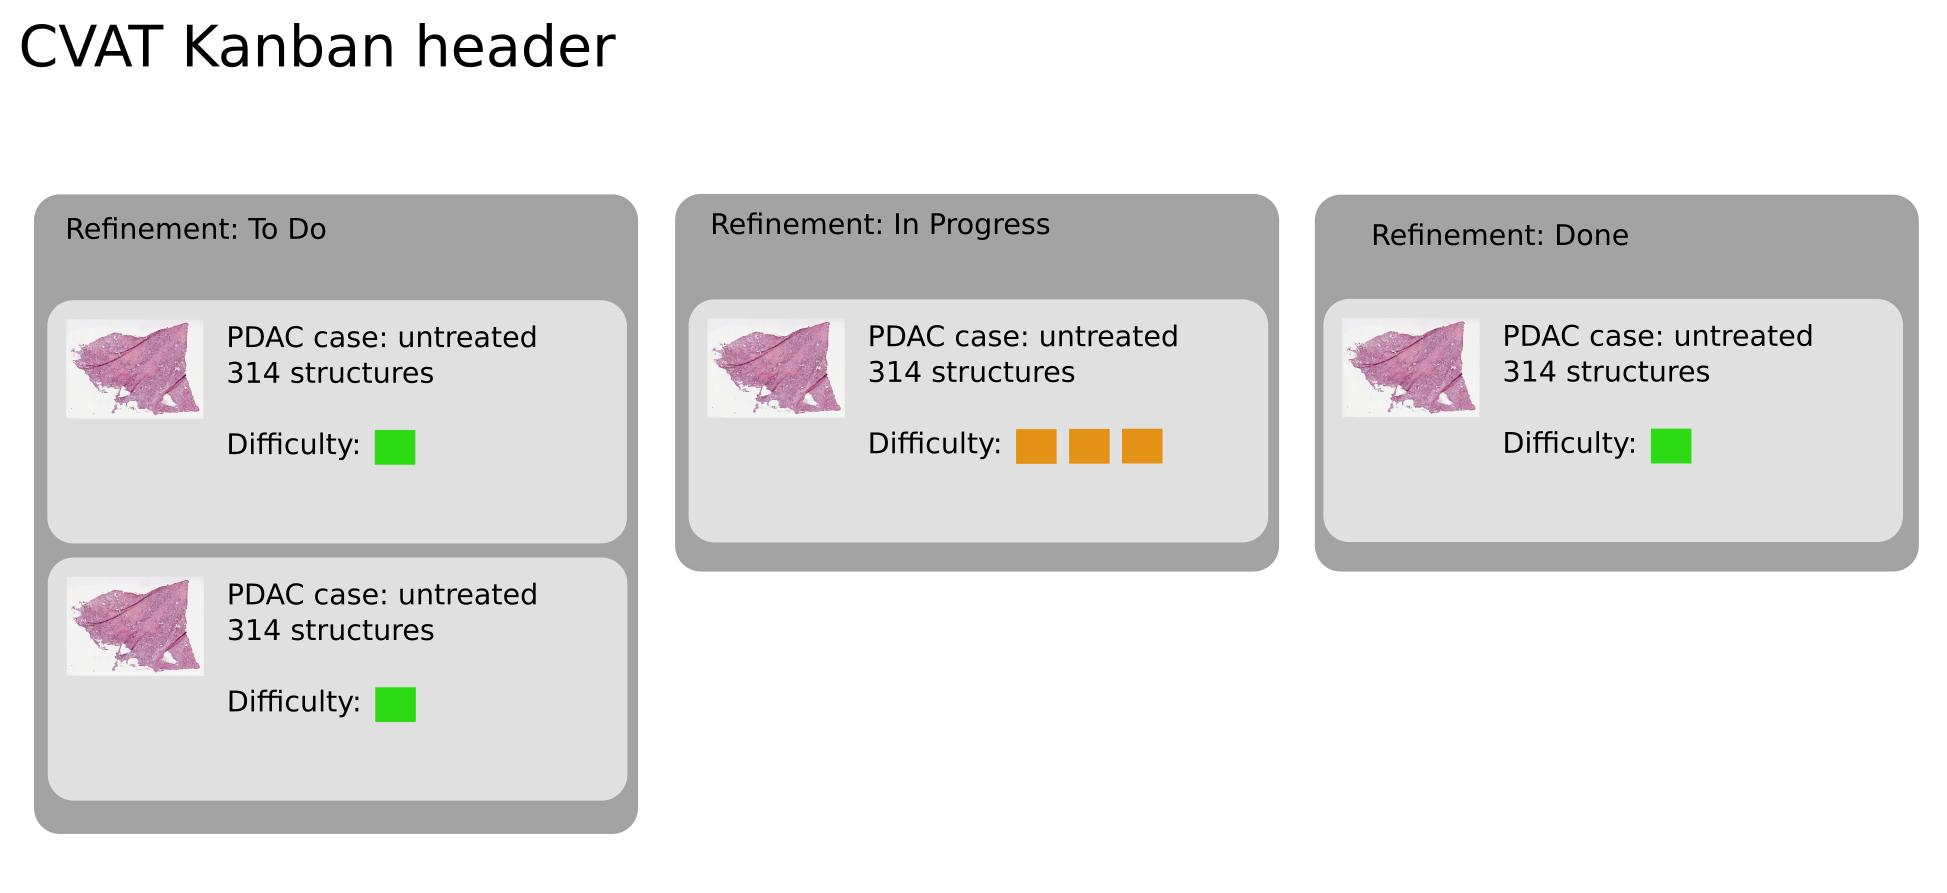 CVAT Kanban header
Refinement: To Do
PDAC case: untreated
314 structures
Difficulty:
PDAC case: untreated
314 structures
Difficulty:
Refinement: In Progress
PDAC case: untreated
314 structures
Difficulty:
Refinement: Done
PDAC case: untreated
314 structures
Difficulty: